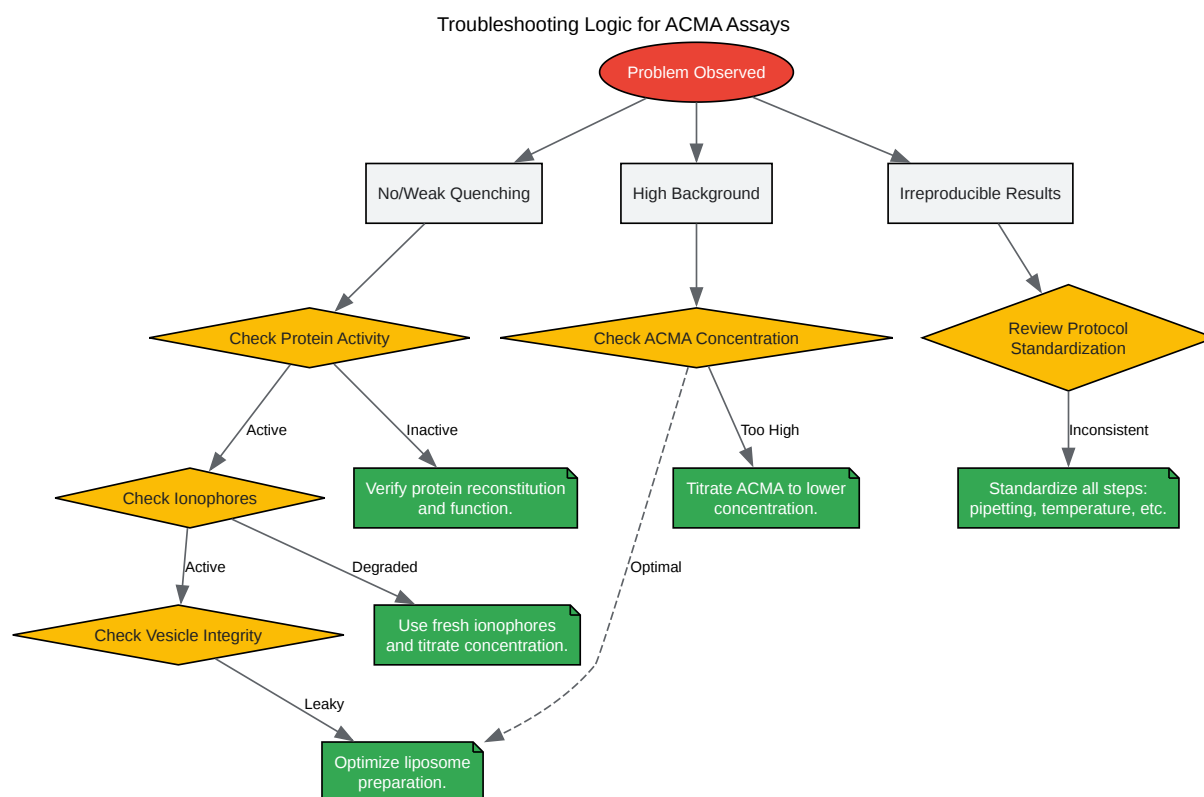 Troubleshooting Logic for ACMA Assays
Problem Observed
No/Weak Quenching
High Background
Irreproducible Results
Check Protein Activity
Check ACMA Concentration
Review Protocol
Standardization
Active
Inactive
Too High
Inconsistent
Check Ionophores
Verify protein reconstitution
and function.
Titrate ACMA to lower
concentration.
Standardize all steps:
pipetting, temperature, etc.
Active
Degraded
Optimal
Check Vesicle Integrity
Use fresh ionophores
and titrate concentration.
Leaky
Optimize liposome
preparation.